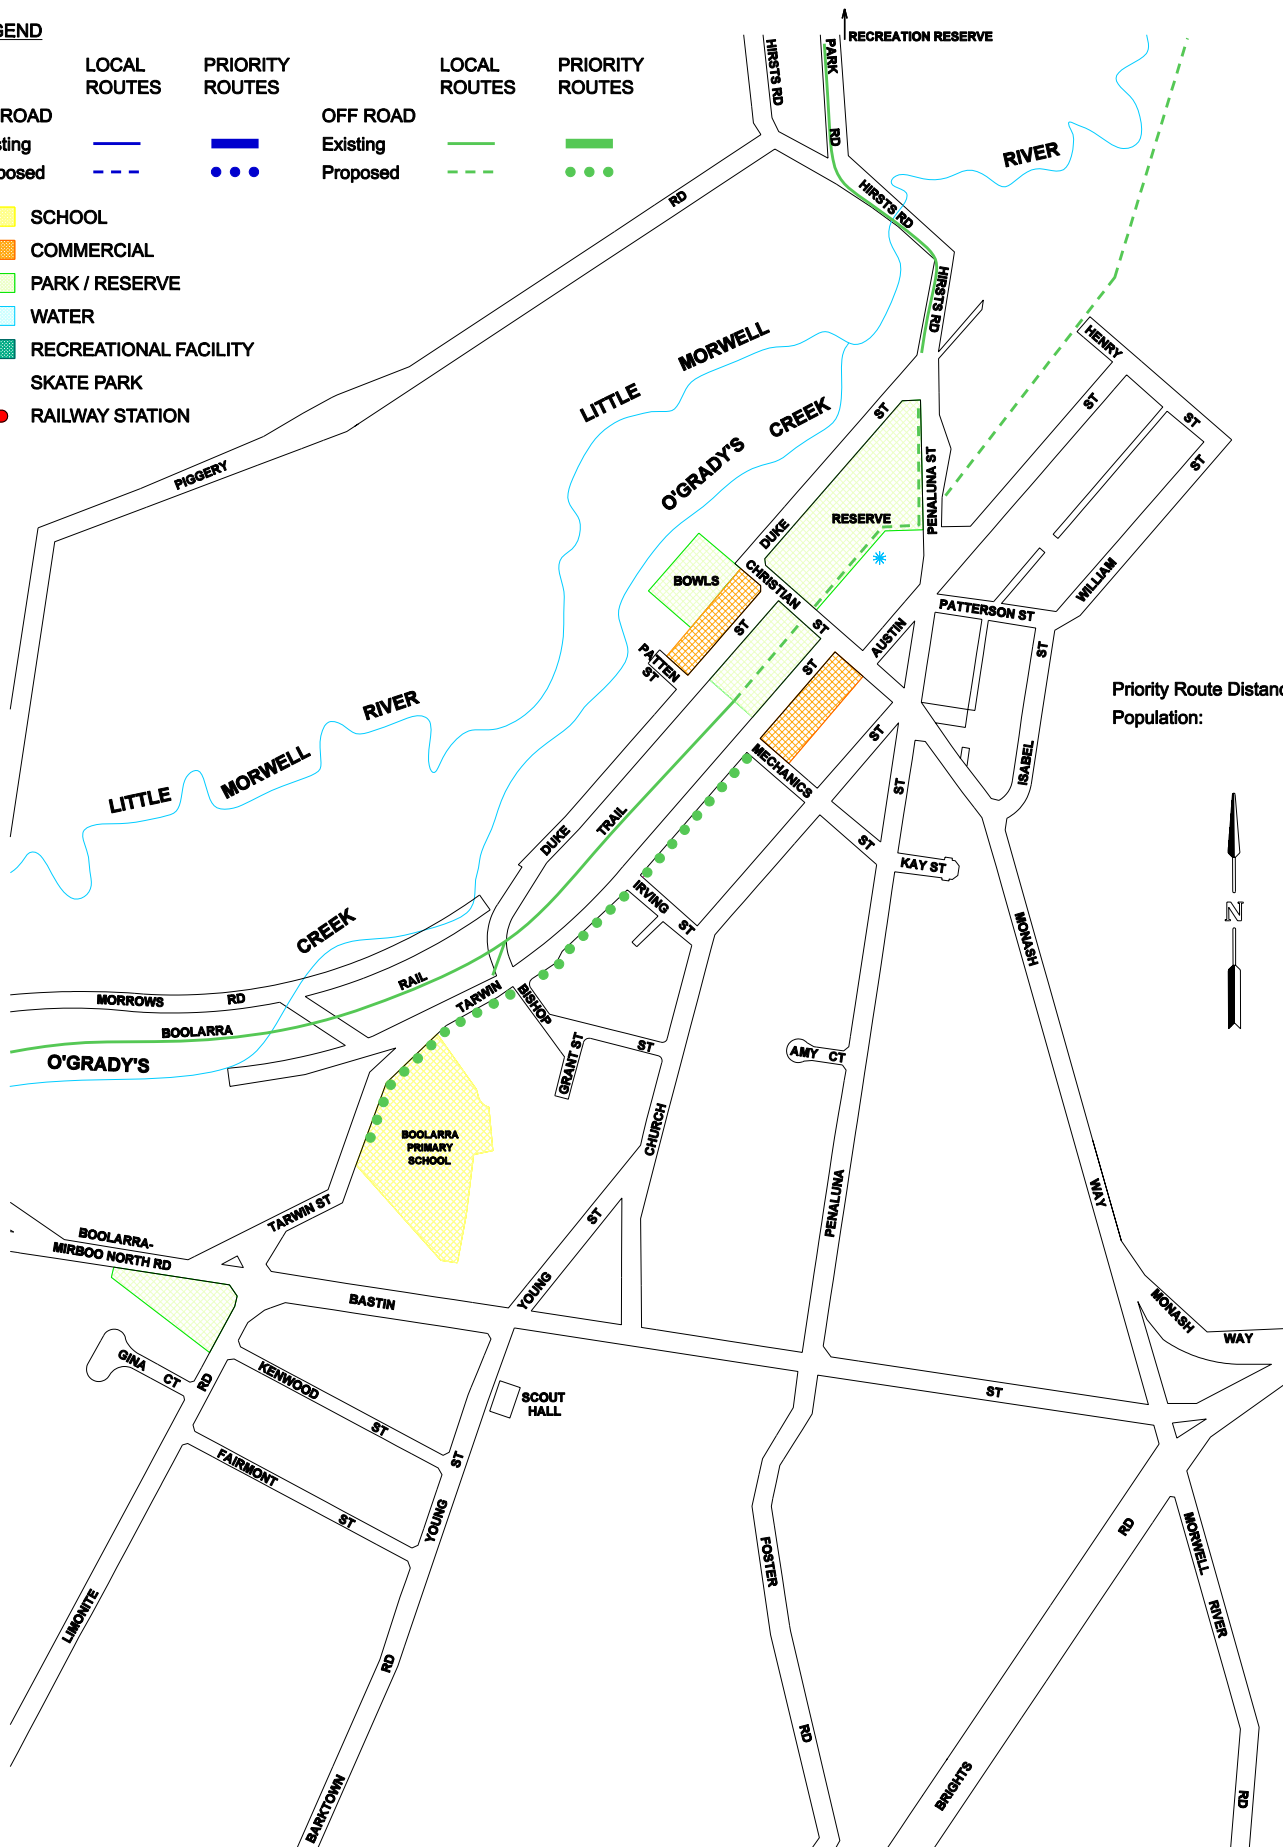 GEND
LOCAL ROUTES
PRIORITY ROUTES
LOCAL ROUTES
PRIORITY ROUTES
ROAD
OFF ROAD
sting
Existing
posed
Proposed
SCHOOL
COMMERCIAL
PARK / RESERVE
WATER
RECREATIONAL FACILITY
SKATE PARK
RAILWAY STATION
RECREATION RESERVE
HIRSTS RD
PARK RD
RIVER
HIRSTS RD
HIRSTS RD
PIGGERY RD
LITTLE MORWELL
O'GRADY'S CREEK
HENRY ST
ST
WILLIAM ST
DUKE ST
PENALUNA ST
RESERVE
BOWLS
CHRISTIAN ST
PATTERSON ST
AUSTIN
ST
PATTEN ST
ST
ST
ISABEL ST
Priority Route Distanc
Population:
LITTLE MORWELL RIVER
MECHANICS ST
ST
ST
KAY ST
DUKE
TRAIL
IRVING ST
N
MONASH WAY
CREEK
MORROWS RD
BOOLARRA RAIL
TARWIN
BISHOP ST
GRANT ST
O'GRADY'S
AMY CT
BOOLARRA
PRIMARY
SCHOOL
CHURCH
PENALUNA
TARWIN ST
BOOLARRA-
MIRBOO NORTH RD
YOUNG ST
BASTIN ST
MONASH WAY
GINA CT
RD
KENWOOD ST
SCOUT
HALL
FAIRMONT ST
YOUNG ST
LIMONITE
FOSTER RD
BRIGHTS RD
MORWELL RIVER RD
BARKTOWN RD